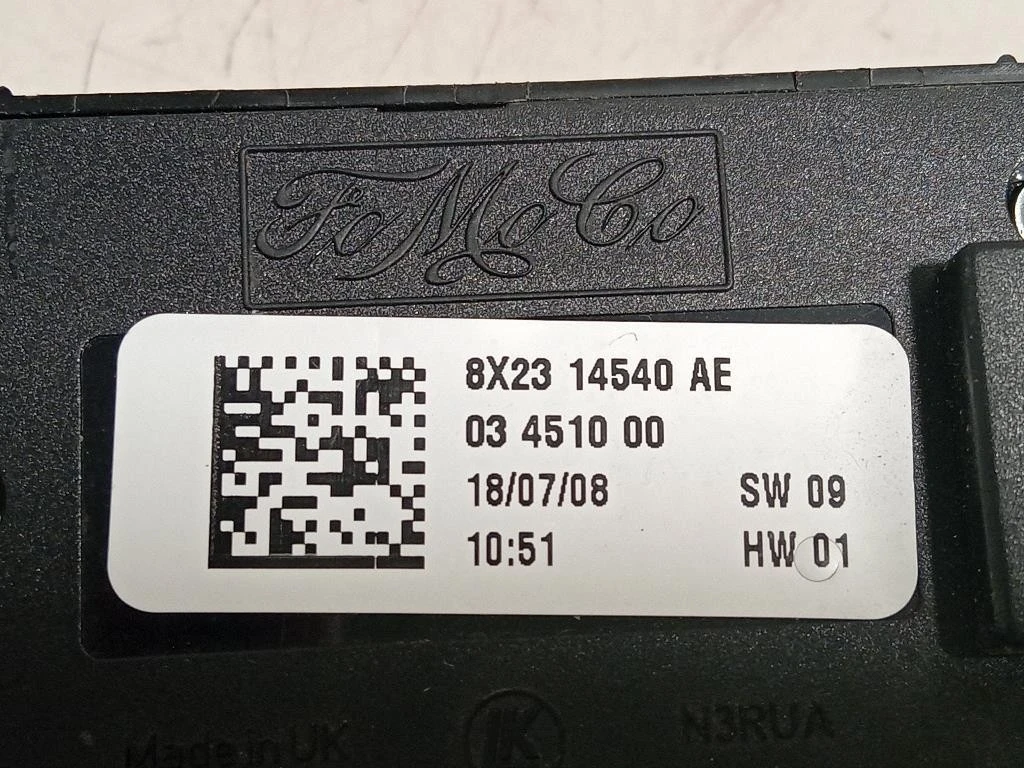 FoMoCo
8X23 14540 AE
03 4510 00
18/07/08 SW 09
10:51 HW 01
Made in UK K N3RUA